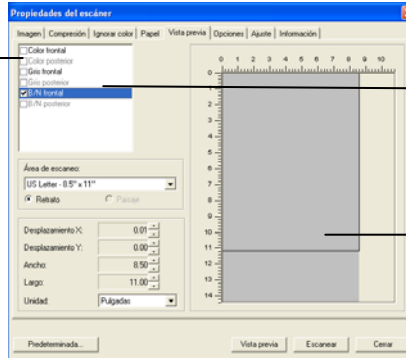 Propiedades del escáner
Imagen Compresión Ignorar color Papel Vista previa Opciones Ajuste Información
Color frontal
Color posterior
Gris frontal
Gris posterior
B/N frontal
B/N posterior
Área de escaneo:
US Letter - 8.5" x 11"
Retrato Paisaje
Desplazamiento X: 0.01
Desplazamiento Y: 0.00
Ancho: 8.50
Largo: 11.00
Unidad Pulgadas
0 1 2 3 4 5 6 7 8 9 10
0
1
2
3
4
5
6
7
8
9
10
11
12
13
14
Predeterminada... Vista previa Escanear Cerrar